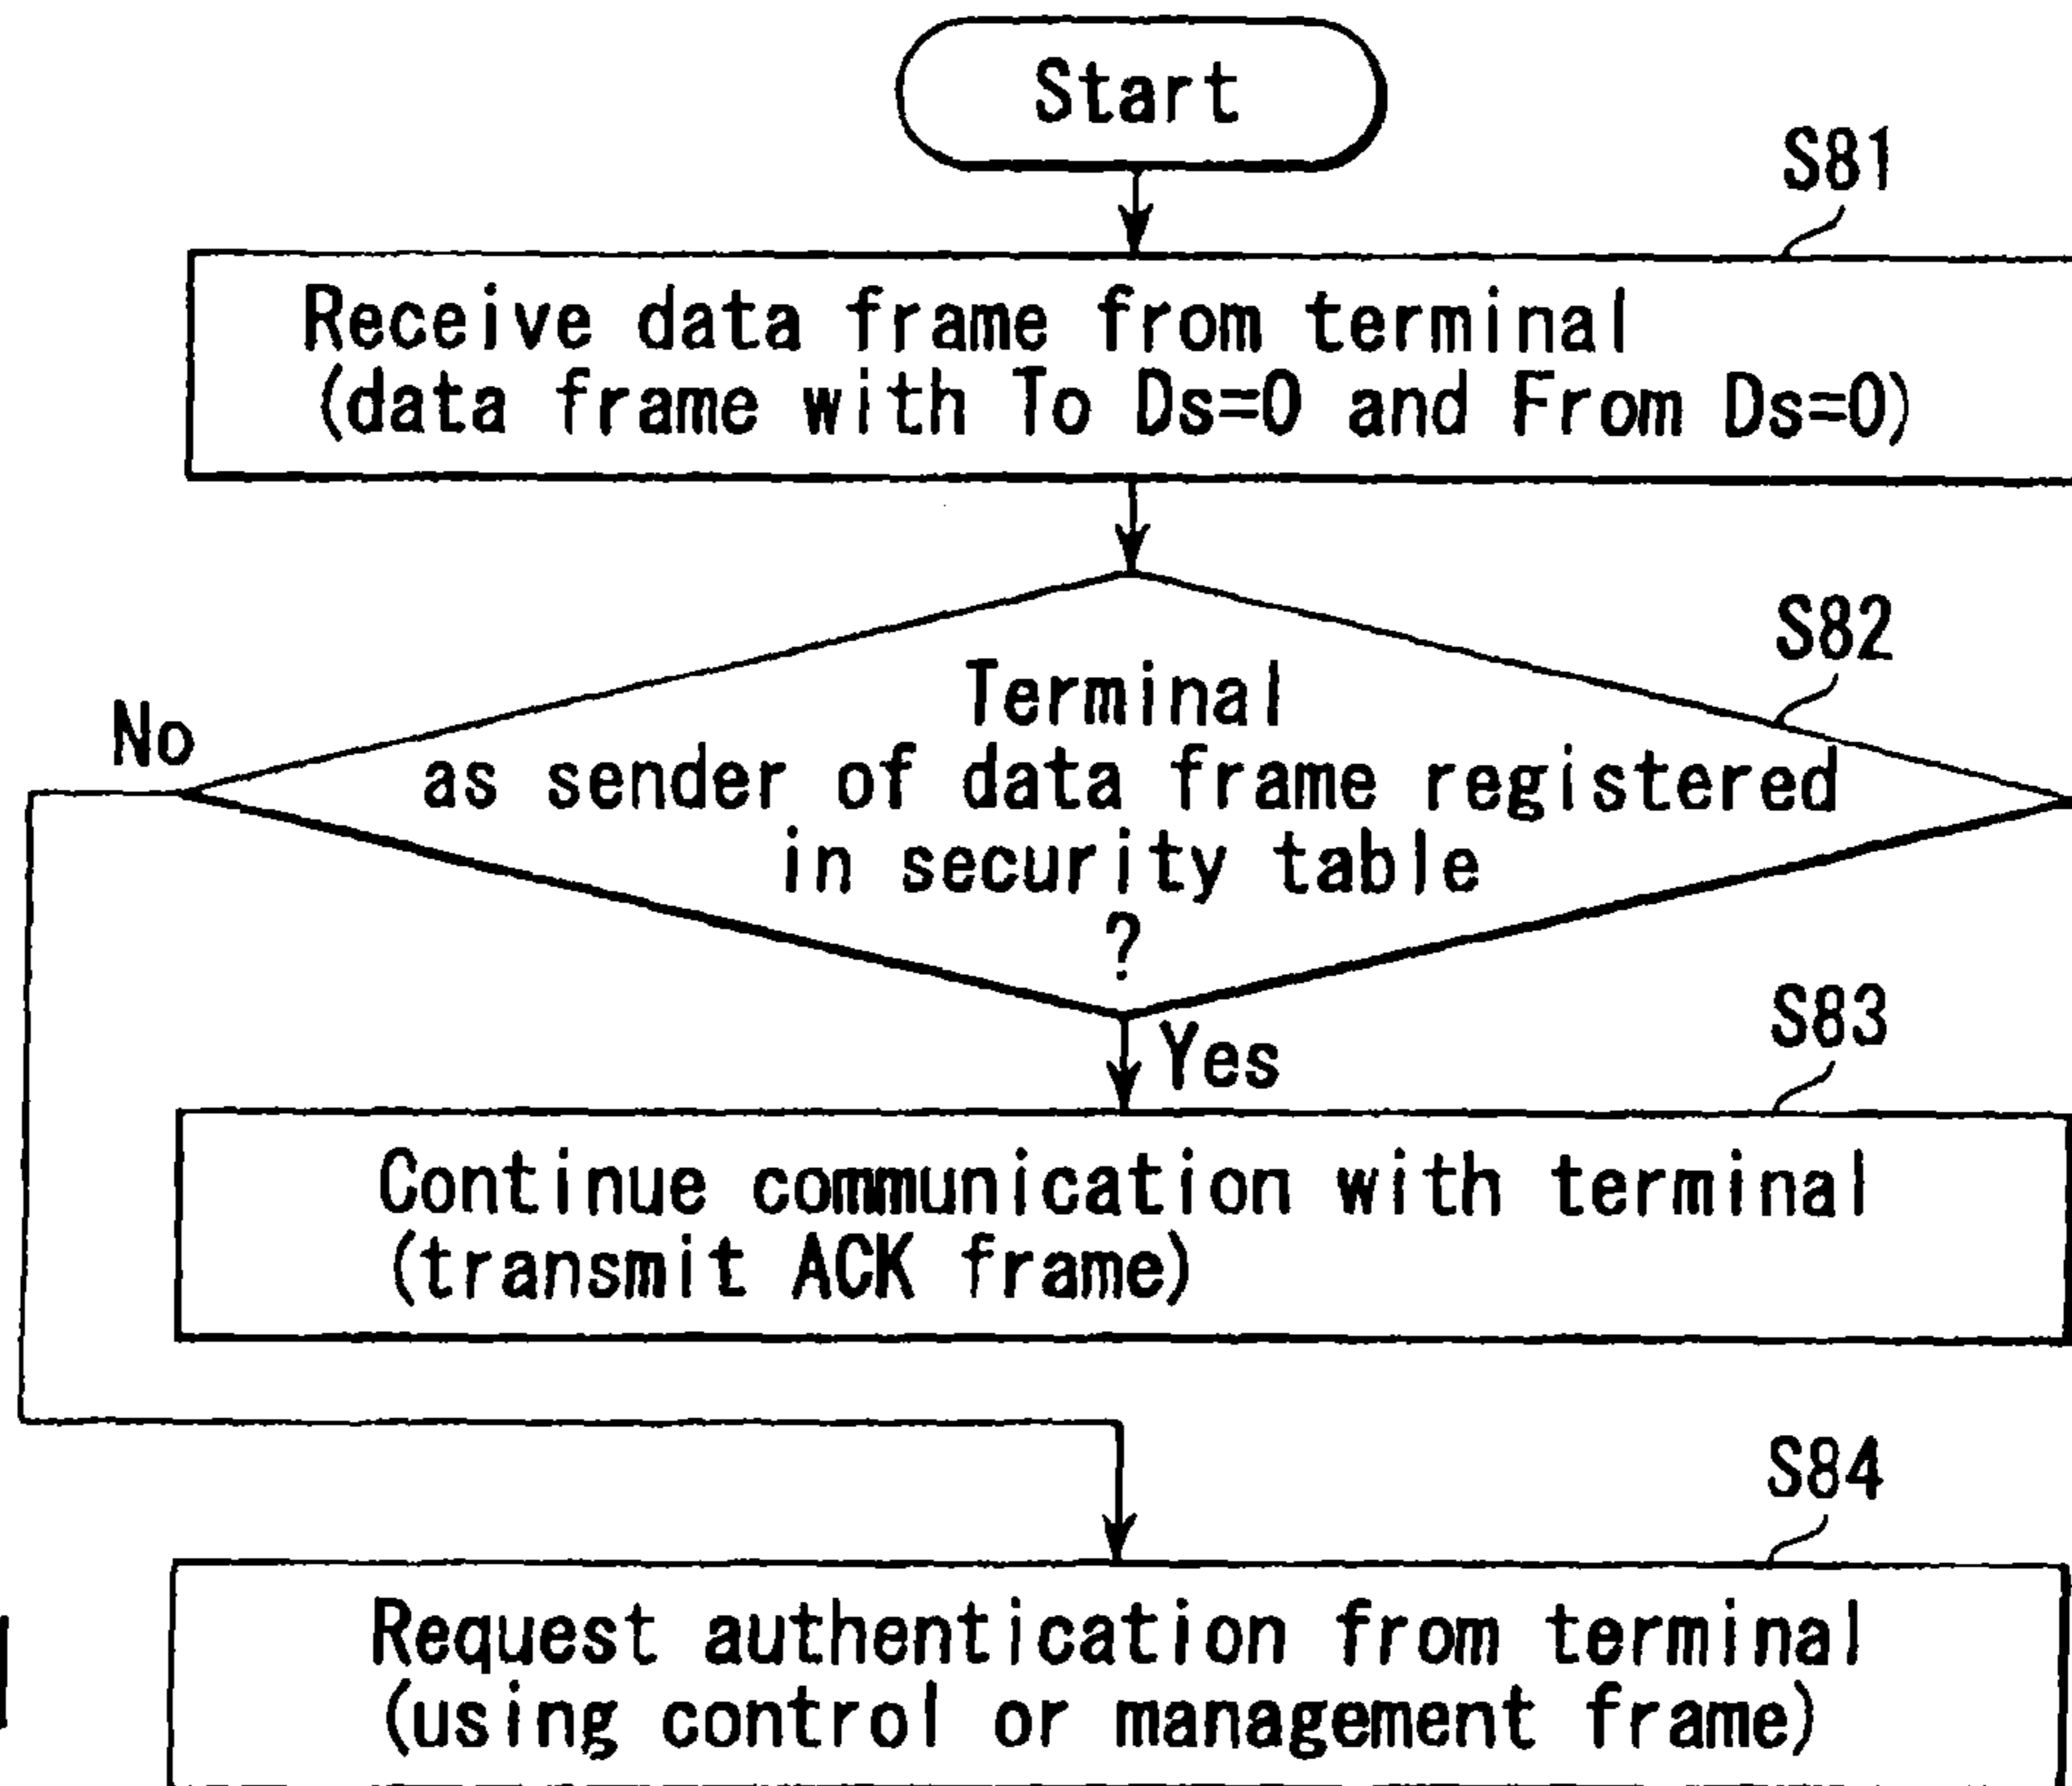 Start
S81
Receive data frame from terminal
(data frame with To Ds=0 and From Ds=0)
S82
No
Terminal
as sender of data frame registered
in security table
?
Yes
S83
Continue communication with terminal
(transmit ACK frame)
S84
Request authentication from terminal
(using control or management frame)